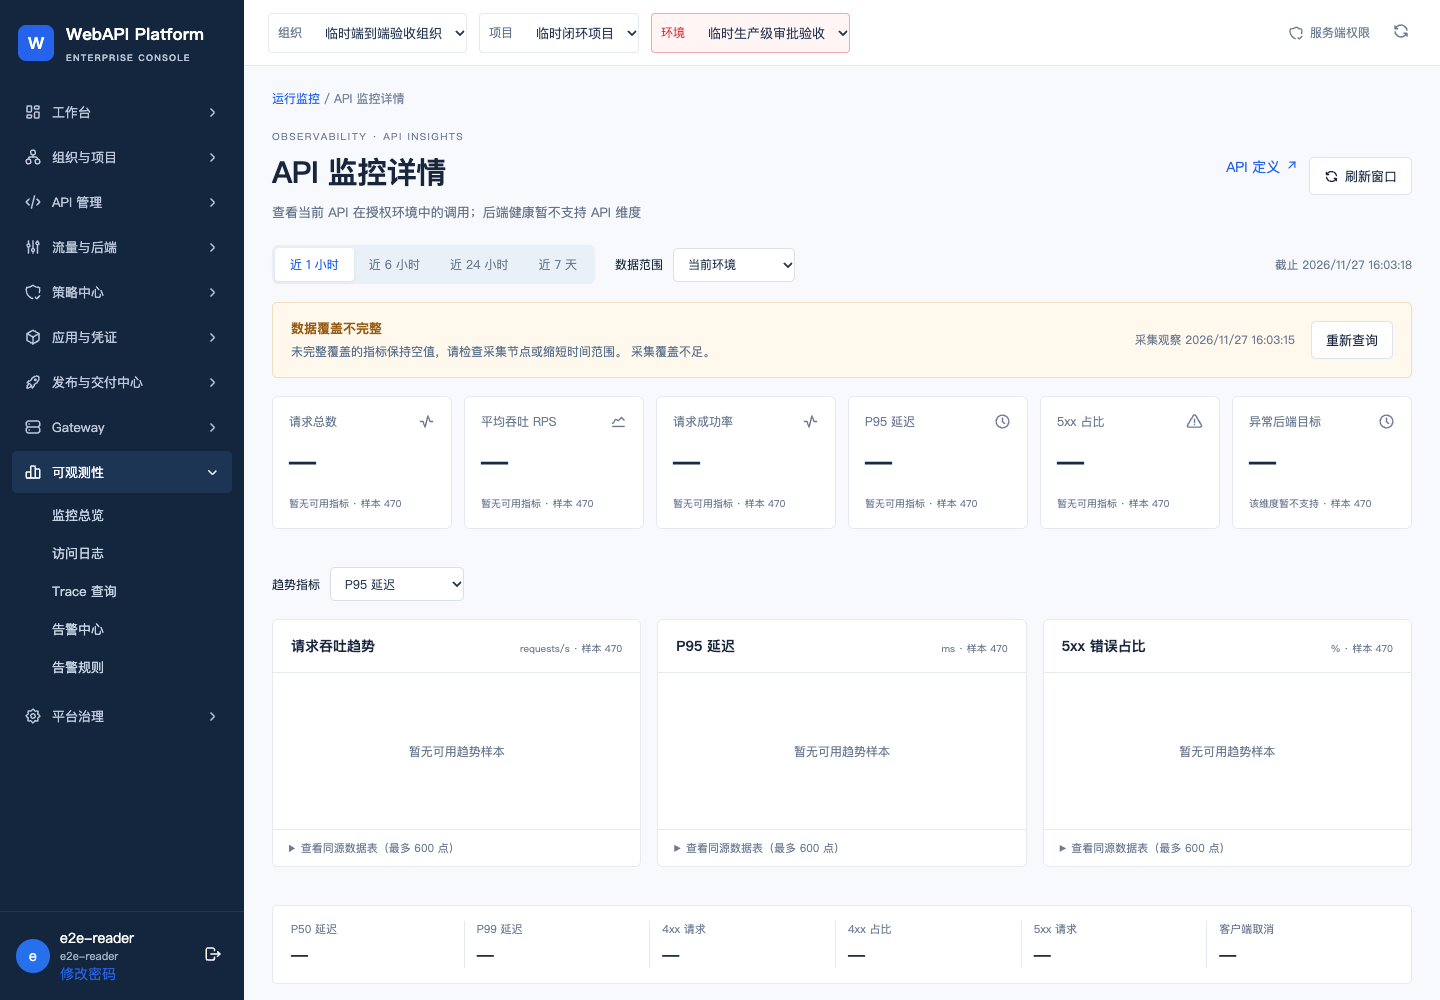 W
WebAPI Platform
ENTERPRISE CONSOLE
工作台
组织与项目
API 管理
流量与后端
策略中心
应用与凭证
发布与交付中心
Gateway
可观测性
监控总览
访问日志
Trace 查询
告警中心
告警规则
平台治理
e
e2e-reader
e2e-reader
修改密码
组织 临时端到端验收组织 项目 临时闭环项目 环境 临时生产级审批验收 服务端权限
运行监控 / API 监控详情
OBSERVABILITY · API INSIGHTS
API 监控详情
API 定义 ↗ 刷新窗口
查看当前 API 在授权环境中的调用；后端健康暂不支持 API 维度
近 1 小时 近 6 小时 近 24 小时 近 7 天 数据范围 当前环境 截止 2026/11/27 16:03:18
数据覆盖不完整
未完整覆盖的指标保持空值，请检查采集节点或缩短时间范围。 采集覆盖不足。
采集观察 2026/11/27 16:03:15 重新查询
请求总数
—
暂无可用指标 · 样本 470
平均吞吐 RPS
—
暂无可用指标 · 样本 470
请求成功率
—
暂无可用指标 · 样本 470
P95 延迟
—
暂无可用指标 · 样本 470
5xx 占比
—
暂无可用指标 · 样本 470
异常后端目标
—
该维度暂不支持 · 样本 470
趋势指标 P95 延迟
请求吞吐趋势 requests/s · 样本 470
暂无可用趋势样本
▶ 查看同源数据表（最多 600 点）
P95 延迟 ms · 样本 470
暂无可用趋势样本
▶ 查看同源数据表（最多 600 点）
5xx 错误占比 % · 样本 470
暂无可用趋势样本
▶ 查看同源数据表（最多 600 点）
P50 延迟
—
P99 延迟
—
4xx 请求
—
4xx 占比
—
5xx 请求
—
客户端取消
—